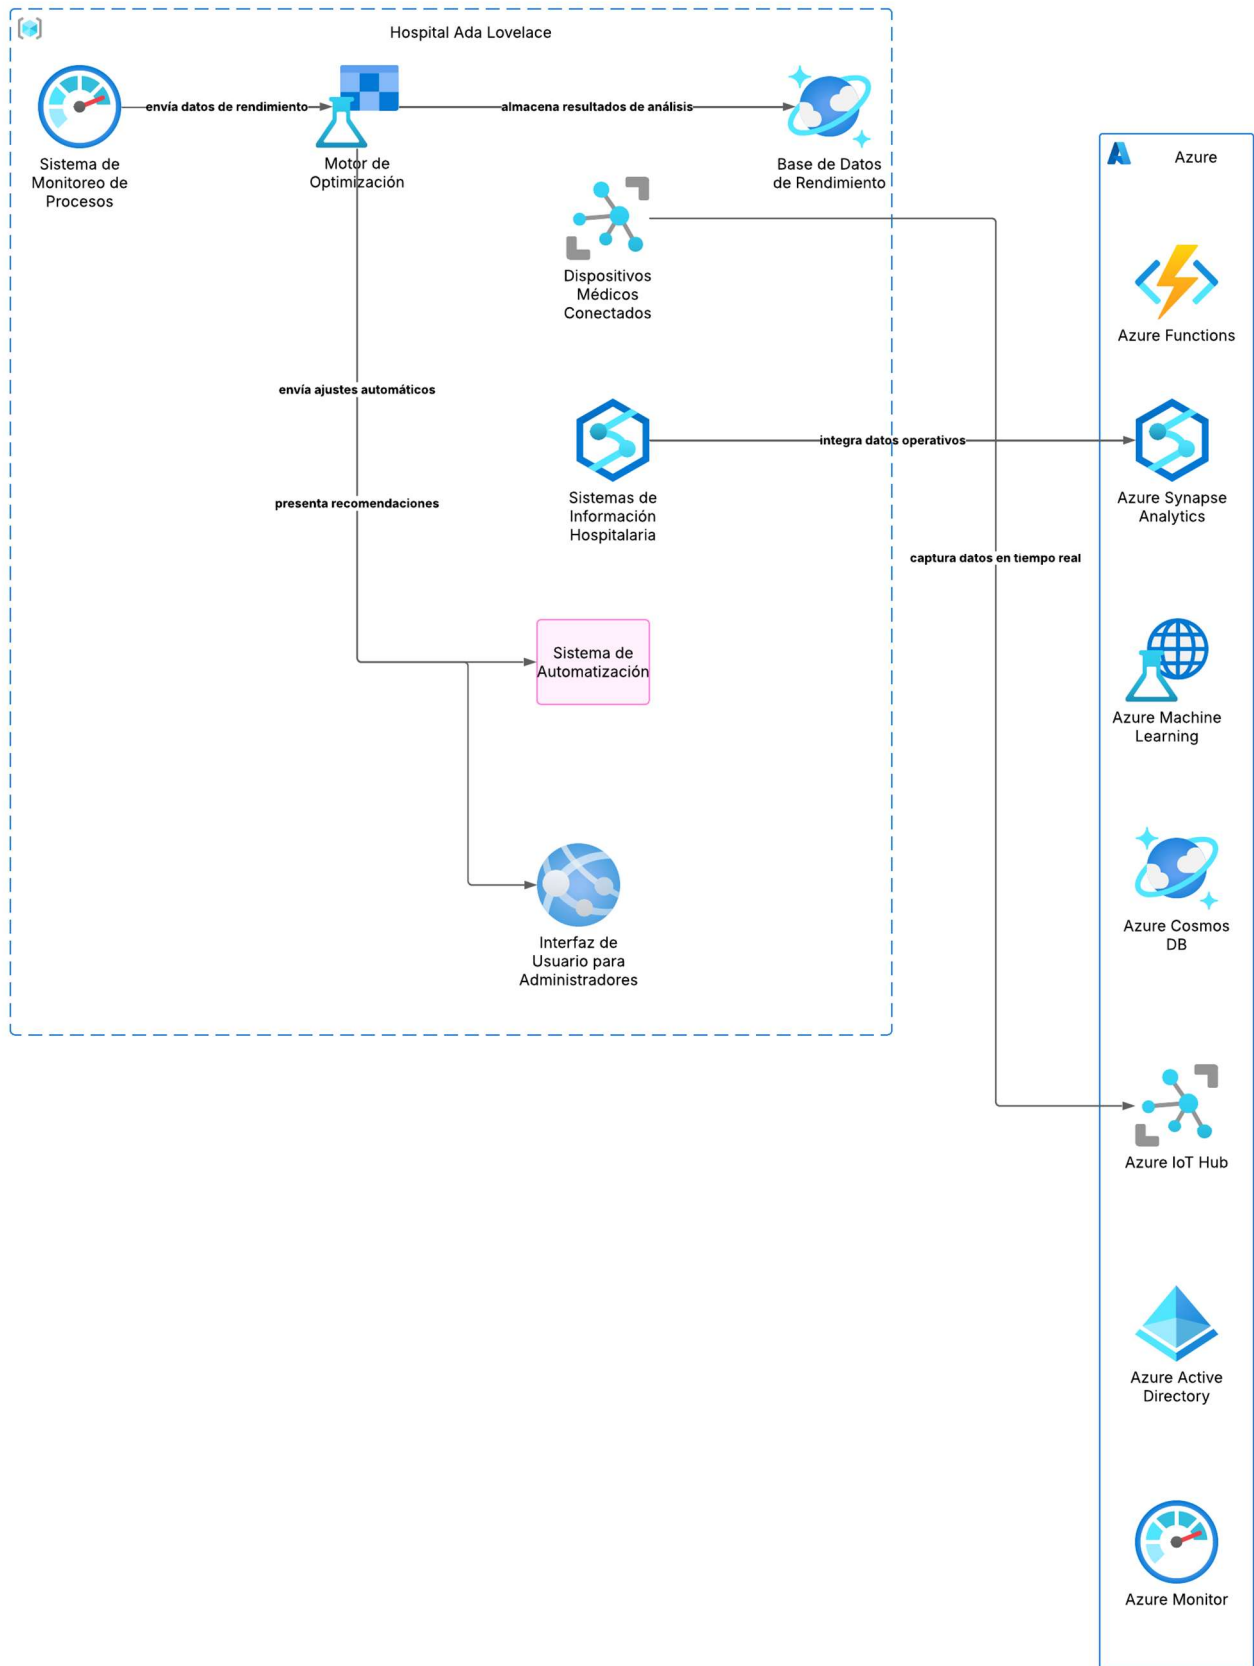 Hospital Ada Lovelace
envía datos de rendimiento
almacena resultados de análisis
Sistema de
Monitoreo de
Procesos
Motor de
Optimización
Base de Datos
de Rendimiento
Azure
Dispositivos
Médicos
Conectados
Azure Functions
envía ajustes automáticos
integra datos operativos
Sistemas de
Información
Hospitalaria
Azure Synapse
Analytics
presenta recomendaciones
captura datos en tiempo real
Sistema de
Automatización
Azure Machine
Learning
Interfaz de
Usuario para
Administradores
Azure Cosmos
DB
Azure IoT Hub
Azure Active
Directory
Azure Monitor